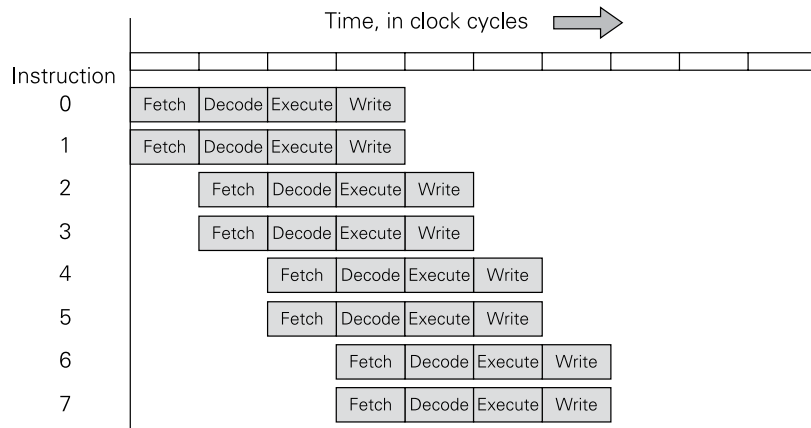 Time, in clock cycles
Instruction
0 Fetch Decode Execute Write
1 Fetch Decode Execute Write
2 Fetch Decode Execute Write
3 Fetch Decode Execute Write
4 Fetch Decode Execute Write
5 Fetch Decode Execute Write
6 Fetch Decode Execute Write
7 Fetch Decode Execute Write